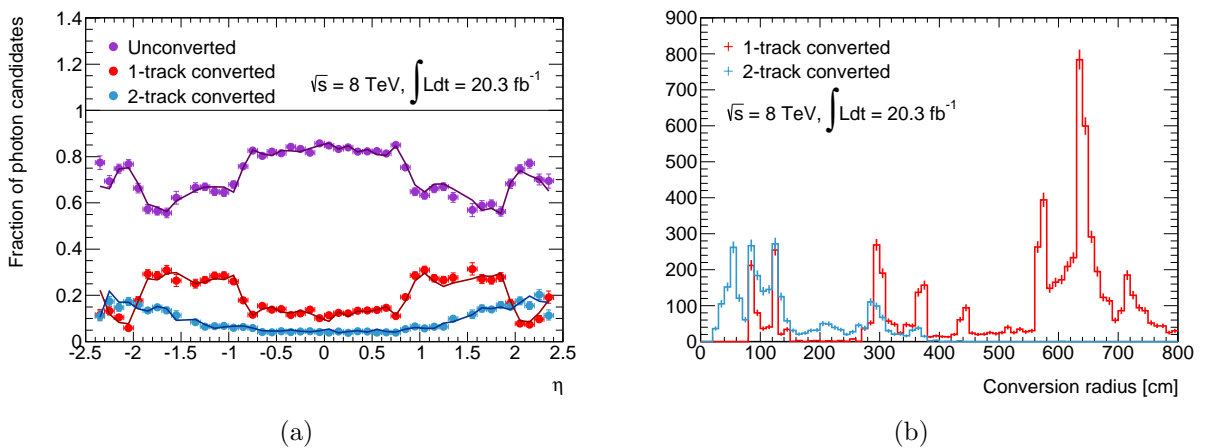 Fraction of photon candidates
1.4
1.2
1
0.8
0.6
0.4
0.2
0
Unconverted
1-track converted
2-track converted
√s = 8 TeV, ∫Ldt = 20.3 fb⁻¹
-2.5 -2 -1.5 -1 -0.5 0 0.5 1 1.5 2 2.5
η
(a)
900
800
700
600
500
400
300
200
100
0
1-track converted
2-track converted
√s = 8 TeV, ∫Ldt = 20.3 fb⁻¹
0 100 200 300 400 500 600 700 800
Conversion radius [cm]
(b)